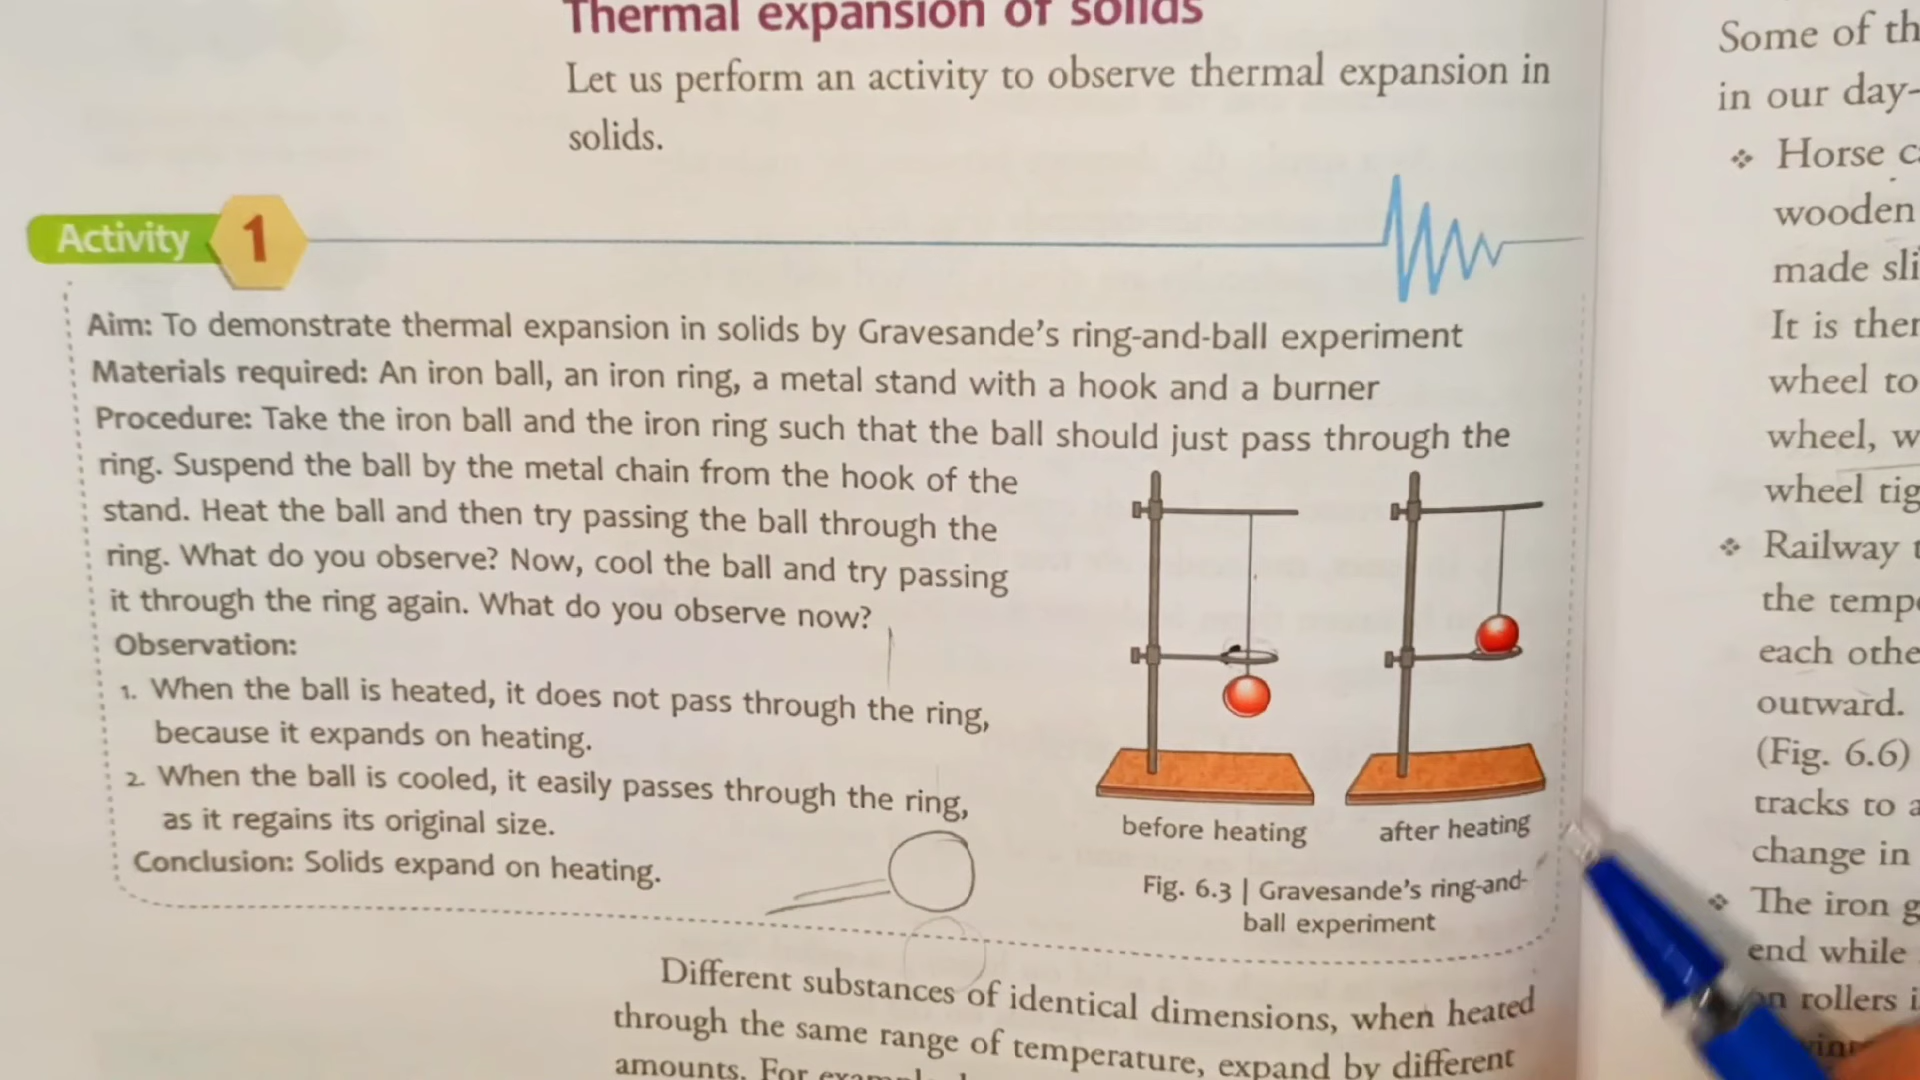 Thermal expansion of solids
Let us perform an activity to observe thermal expansion in
solids.
Activity 1
Aim: To demonstrate thermal expansion in solids by Gravesande's ring-and-ball experiment
Materials required: An iron ball, an iron ring, a metal stand with a hook and a burner
Procedure: Take the iron ball and the iron ring such that the ball should just pass through the
ring. Suspend the ball by the metal chain from the hook of the
stand. Heat the ball and then try passing the ball through the
ring. What do you observe? Now, cool the ball and try passing
it through the ring again. What do you observe now?
Observation:
1. When the ball is heated, it does not pass through the ring,
because it expands on heating.
2. When the ball is cooled, it easily passes through the ring,
as it regains its original size.
Conclusion: Solids expand on heating.
before heating
after heating
Fig. 6.3 | Gravesande's ring-and-
ball experiment
Different substances of identical dimensions, when heated
through the same range of temperature, expand by different
amounts. For
Some of
in our day-
❖ Horse
wooden
made
It is
wheel to
wheel,
wheel
❖ Railway
the
each
outward.
(Fig. 6.6)
tracks to
change in
❖ The iron
end while
on rollers